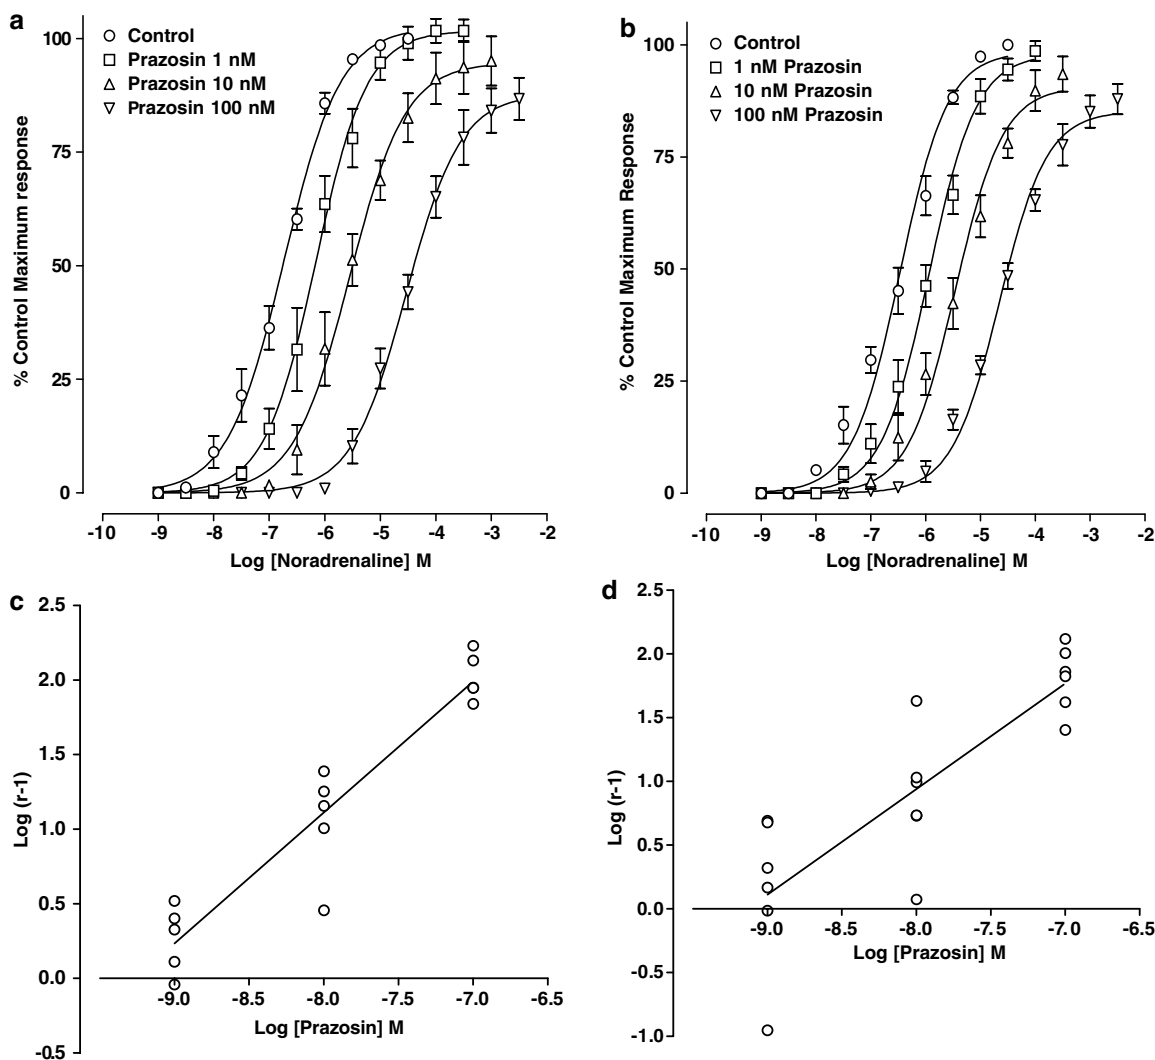 a
% Control Maximum response
100
75
50
25
0
Control
Prazosin 1 nM
Prazosin 10 nM
Prazosin 100 nM
-10 -9 -8 -7 -6 -5 -4 -3 -2
Log [Noradrenaline] M
b
% Control Maximum Response
100
75
50
25
0
Control
1 nM Prazosin
10 nM Prazosin
100 nM Prazosin
-10 -9 -8 -7 -6 -5 -4 -3 -2
Log [Noradrenaline] M
c
Log (r-1)
2.5
2.0
1.5
1.0
0.5
0.0
-0.5
-9.0 -8.5 -8.0 -7.5 -7.0 -6.5
Log [Prazosin] M
d
Log (r-1)
2.5
2.0
1.5
1.0
0.5
0.0
-0.5
-1.0
-9.0 -8.5 -8.0 -7.5 -7.0 -6.5
Log [Prazosin] M